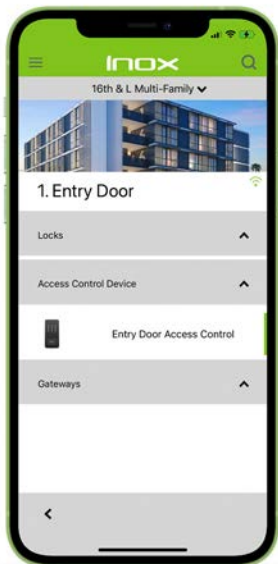 INOX
16th & L Multi-Family
1. Entry Door
Locks
Access Control Device
Entry Door Access Control
Gateways